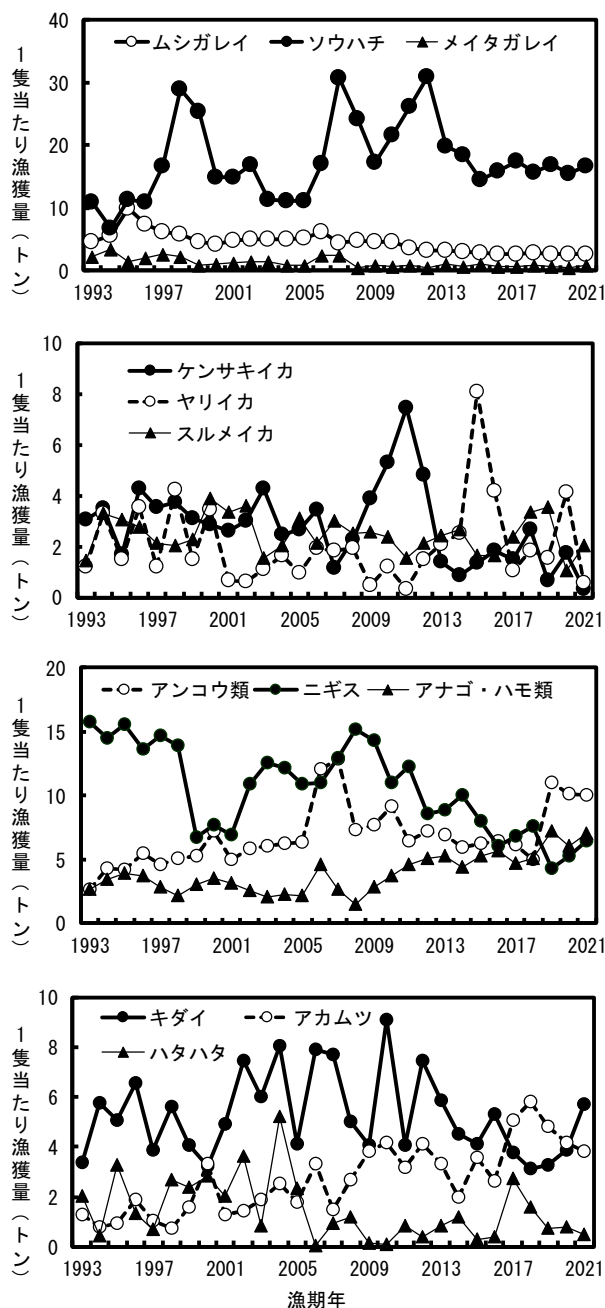 1隻当たり漁獲量（トン）
40
30
20
10
0
ムシガレイ ソウハチ メイタガレイ
1993 1997 2001 2005 2009 2013 2017 2021
1隻当たり漁獲量（トン）
10
8
6
4
2
0
ケンサキイカ
ヤリイカ
スルメイカ
1993 1997 2001 2005 2009 2013 2017 2021
1隻当たり漁獲量（トン）
20
15
10
5
0
アンコウ類 ニギス アナゴ・ハモ類
1993 1997 2001 2005 2009 2013 2017 2021
1隻当たり漁獲量（トン）
10
8
6
4
2
0
キダイ アカムツ
ハタハタ
1993 1997 2001 2005 2009 2013 2017 2021
漁期年